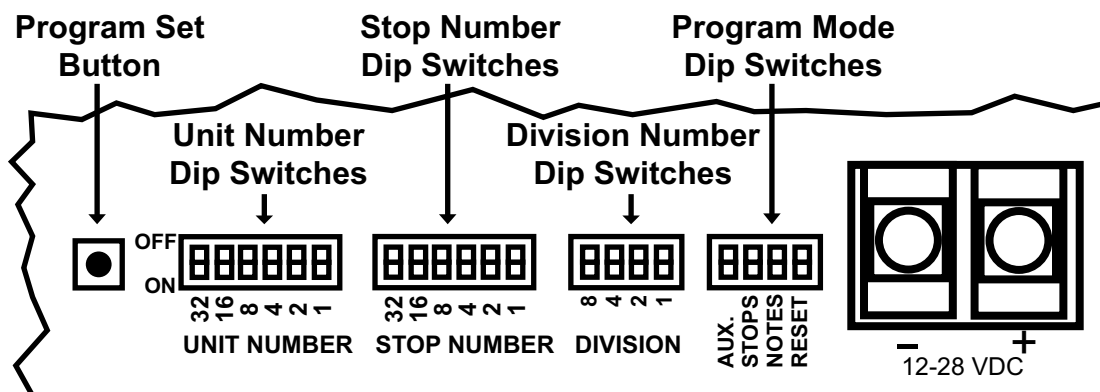 Program Set
Button
Stop Number
Dip Switches
Program Mode
Dip Switches
Unit Number
Dip Switches
Division Number
Dip Switches
OFF
ON
32 16 8 4 2 1
32 16 8 4 2 1
8 4 2 1
AUX.
STOPS
NOTES
RESET
UNIT NUMBER
STOP NUMBER
DIVISION
– +
12-28 VDC